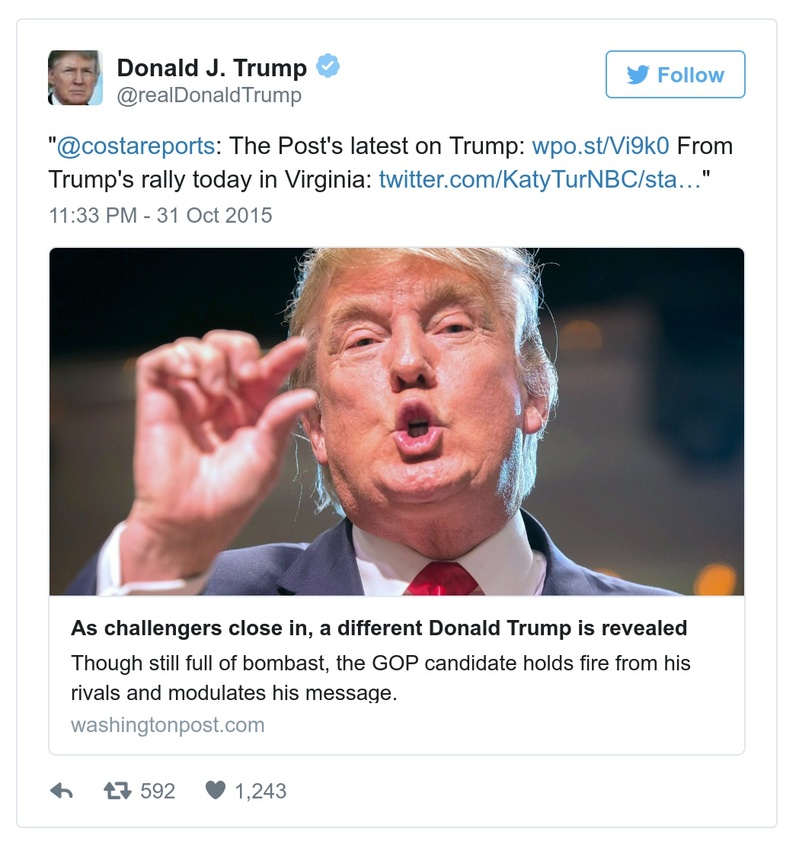 Donald J. Trump
@realDonaldTrump
Follow
"@costareports: The Post's latest on Trump: wpo.st/Vi9k0 From
Trump's rally today in Virginia: twitter.com/KatyTurNBC/sta…"
11:33 PM - 31 Oct 2015
As challengers close in, a different Donald Trump is revealed
Though still full of bombast, the GOP candidate holds fire from his
rivals and modulates his message.
washingtonpost.com
592
1,243